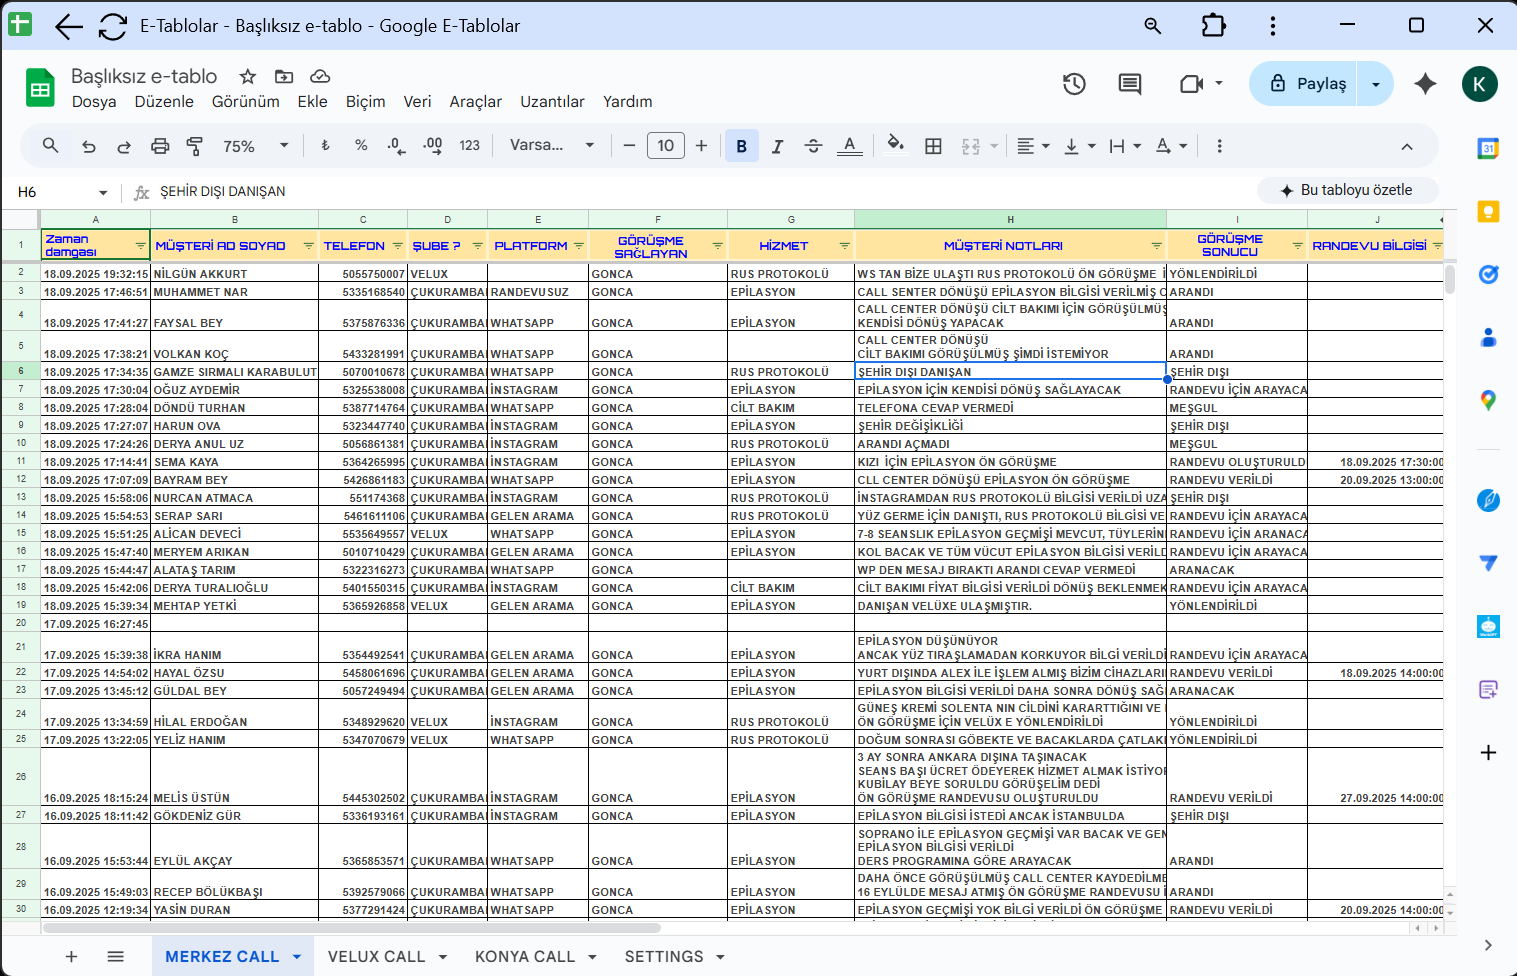 E-Tablolar - Başlıksız e-tablo - Google E-Tablolar
Başlıksız e-tablo
Dosya Düzenle Görünüm Ekle Biçim Veri Araçlar Uzantılar Yardım
Paylaş
K
75% ₺ % .0 .00 123 Varsa... 10 B I A A
H6 fx ŞEHİR DIŞI DANIŞAN
Bu tabloyu özetle
31
A B C D E F G H I J
1 Zaman damgası MÜŞTERİ AD SOYAD TELEFON ŞUBE ? PLATFORM GÖRÜŞME SAĞLAYAN HİZMET MÜŞTERİ NOTLARI GÖRÜŞME SONUCU RANDEVU BİLGİSİ
2 18.09.2025 19:32:15 NİLGÜN AKKURT 5055750007 VELUX GONCA RUS PROTOKOLÜ WS TAN BİZE ULAŞTI RUS PROTOKOLÜ ÖN GÖRÜŞME İ YÖNLENDİRİLDİ
3 18.09.2025 17:46:51 MUHAMMET NAR 5335168540 ÇUKURAMBA RANDEVUSUZ GONCA EPİLASYON CALL SENTER DÖNÜŞÜ EPİLASYON BİLGİSİ VERİLMİŞ C ARANDI
4 18.09.2025 17:41:27 FAYSAL BEY 5375876336 ÇUKURAMBA WHATSAPP GONCA EPİLASYON CALL CENTER DÖNÜŞÜ CİLT BAKIMI İÇİN GÖRÜŞÜLMÜŞ
KENDİSİ DÖNÜŞ YAPACAK ARANDI
5 18.09.2025 17:38:21 VOLKAN KOÇ 5433281991 ÇUKURAMBA WHATSAPP GONCA CALL CENTER DÖNÜŞÜ
CİLT BAKIMI GÖRÜŞÜLMÜŞ ŞİMDİ İSTEMİYOR ARANDI
6 18.09.2025 17:34:35 GAMZE SIRMALI KARABULUT 5070010678 ÇUKURAMBA WHATSAPP GONCA RUS PROTOKOLÜ ŞEHİR DIŞI DANIŞAN ŞEHİR DIŞI
7 18.09.2025 17:30:04 OĞUZ AYDEMİR 5325538008 ÇUKURAMBA İNSTAGRAM GONCA EPİLASYON EPİLASYON İÇİN KENDİSİ DÖNÜŞ SAĞLAYACAK RANDEVU İÇİN ARAYACA
8 18.09.2025 17:28:04 DÖNDÜ TURHAN 5387714764 ÇUKURAMBA WHATSAPP GONCA CİLT BAKIM TELEFONA CEVAP VERMEDİ MEŞGUL
9 18.09.2025 17:27:07 HARUN OVA 5323447740 ÇUKURAMBA İNSTAGRAM GONCA EPİLASYON ŞEHİR DEĞİŞİKLİĞİ ŞEHİR DIŞI
10 18.09.2025 17:24:26 DERYA ANUL UZ 5056861381 ÇUKURAMBA İNSTAGRAM GONCA RUS PROTOKOLÜ ARANDI AÇMADI MEŞGUL
11 18.09.2025 17:14:41 SEMA KAYA 5364265995 ÇUKURAMBA İNSTAGRAM GONCA EPİLASYON KIZI İÇİN EPİLASYON ÖN GÖRÜŞME RANDEVU OLUŞTURULD 18.09.2025 17:30:00
12 18.09.2025 17:07:09 BAYRAM BEY 5426861183 ÇUKURAMBA İNSTAGRAM GONCA EPİLASYON CLL CENTER DÖNÜŞÜ EPİLASYON ÖN GÖRÜŞME RANDEVU VERİLDİ 20.09.2025 13:00:00
13 18.09.2025 15:58:06 NURCAN ATMACA 551174368 ÇUKURAMBA İNSTAGRAM GONCA RUS PROTOKOLÜ İNSTAGRAMDAN RUS PROTOKOLÜ BİLGİSİ VERİLDİ UZA ŞEHİR DIŞI
14 18.09.2025 15:54:53 SERAP SARI 5461611106 ÇUKURAMBA GELEN ARAMA GONCA RUS PROTOKOLÜ YÜZ GERME İÇİN DANIŞTI, RUS PROTOKOLÜ BİLGİSİ VE RANDEVU İÇİN ARAYACA
15 18.09.2025 15:51:25 ALİCAN DEVECİ 5535649557 VELUX WHATSAPP GONCA EPİLASYON 7-8 SEANSLIK EPİLASYON GEÇMİŞİ MEVCUT, TÜYLERİN RANDEVU İÇİN ARANACA
16 18.09.2025 15:47:40 MERYEM ARIKAN 5010710429 ÇUKURAMBA GELEN ARAMA GONCA EPİLASYON KOL BACAK VE TÜM VÜCUT EPİLASYON BİLGİSİ VERİLD RANDEVU İÇİN ARAYACA
17 18.09.2025 15:44:47 ALATAŞ TARIM 5322316273 ÇUKURAMBA WHATSAPP GONCA WP DEN MESAJ BIRAKTI ARANDI CEVAP VERMEDİ ARANACAK
18 18.09.2025 15:42:06 DERYA TURALIOĞLU 5401550315 ÇUKURAMBA İNSTAGRAM GONCA CİLT BAKIM CİLT BAKIMI FİYAT BİLGİSİ VERİLDİ DÖNÜŞ BEKLENMEK RANDEVU İÇİN ARAYACA
19 18.09.2025 15:39:34 MEHTAP YETKİ 5365926858 VELUX GELEN ARAMA GONCA EPİLASYON DANIŞAN VELÜXE ULAŞMIŞTIR. YÖNLENDİRİLDİ
20 17.09.2025 16:27:45
21 17.09.2025 15:39:38 İKRA HANIM 5354492541 ÇUKURAMBA GELEN ARAMA GONCA EPİLASYON EPİLASYON DÜŞÜNÜYOR
ANCAK YÜZ TIRAŞLAMADAN KORKUYOR BİLGİ VERİLDİ RANDEVU İÇİN ARAYACA
22 17.09.2025 14:54:02 HAYAL ÖZSU 5458061696 ÇUKURAMBA GELEN ARAMA GONCA EPİLASYON YURT DIŞINDA ALEX İLE İŞLEM ALMIŞ BİZİM CİHAZLARI RANDEVU VERİLDİ 18.09.2025 14:00:00
23 17.09.2025 13:45:12 GÜLDAL BEY 5057249494 ÇUKURAMBA GELEN ARAMA GONCA EPİLASYON EPİLASYON BİLGİSİ VERİLDİ DAHA SONRA DÖNÜŞ SAĞ ARANACAK
24 17.09.2025 13:34:59 HİLAL ERDOĞAN 5348929620 VELUX İNSTAGRAM GONCA RUS PROTOKOLÜ GÜNEŞ KREMİ SOLENTA NIN CİLDİNİ KARARTTIĞINI VE
ÖN GÖRÜŞME İÇİN VELÜX E YÖNLENDİRİLDİ YÖNLENDİRİLDİ
25 17.09.2025 13:22:05 YELİZ HANIM 5347070679 VELUX WHATSAPP GONCA RUS PROTOKOLÜ DOĞUM SONRASI GÖBEKTE VE BACAKLARDA ÇATLAK YÖNLENDİRİLDİ
26 16.09.2025 18:15:24 MELİS ÜSTÜN 5445302502 ÇUKURAMBA İNSTAGRAM GONCA EPİLASYON 3 AY SONRA ANKARA DIŞINA TAŞINACAK
SEANS BAŞI ÜCRET ÖDEYEREK HİZMET ALMAK İSTİYO
KUBİLAY BEYE SORULDU GÖRÜŞELİM DEDİ
ÖN GÖRÜŞME RANDEVUSU OLUŞTURULDU RANDEVU VERİLDİ 27.09.2025 14:00:00
27 16.09.2025 18:11:42 GÖKDENİZ GÜR 5336193161 ÇUKURAMBA İNSTAGRAM GONCA EPİLASYON EPİLASYON BİLGİSİ İSTEDİ ANCAK İSTANBULDA ŞEHİR DIŞI
28 16.09.2025 15:53:44 EYLÜL AKÇAY 5365853571 ÇUKURAMBA WHATSAPP GONCA EPİLASYON SOPRANO İLE EPİLASYON GEÇMİŞİ VAR BACAK VE GEN
EPİLASYON BİLGİSİ VERİLDİ
DERS PROGRAMINA GÖRE ARAYACAK ARANDI
29 16.09.2025 15:49:03 RECEP BÖLÜKBAŞI 5392579066 ÇUKURAMBA WHATSAPP GONCA EPİLASYON DAHA ÖNCE GÖRÜŞÜLMÜŞ CALL CENTER KAYDEDİLME
16 EYLÜLDE MESAJ ATMIŞ ÖN GÖRÜŞME RANDEVUSU İ ARANDI
30 16.09.2025 12:19:34 YASİN DURAN 5377291424 ÇUKURAMBA WHATSAPP GONCA EPİLASYON EPİLASYON GEÇMİŞİ YOK BİLGİ VERİLDİ ÖN GÖRÜŞME RANDEVU VERİLDİ 20.09.2025 14:00:00
MERKEZ CALL VELUX CALL KONYA CALL SETTINGS